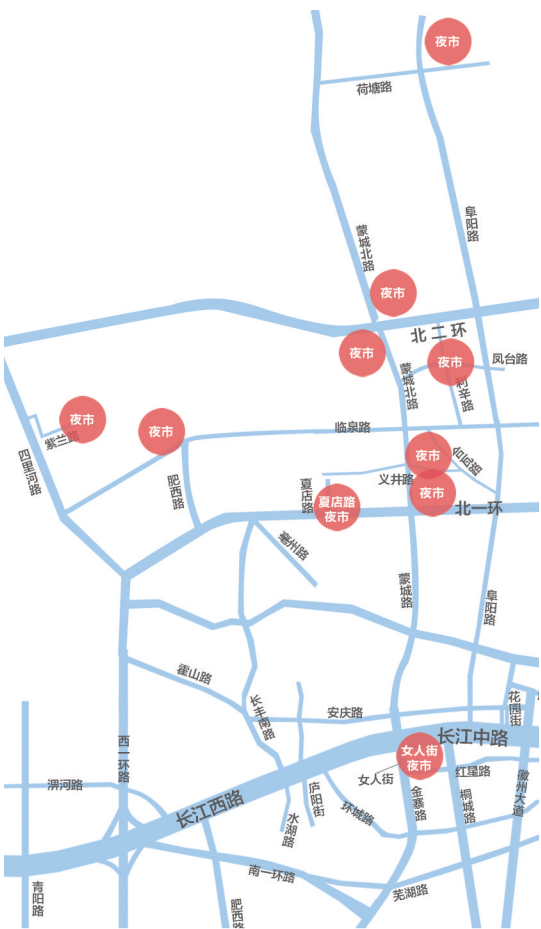 夜市
荷塘路
阜阳路
蒙城北路
夜市
北二环
夜市
夜市
凤台路
蒙城北路
利辛路
夜市
紫兰路
夜市
临泉路
四里河路
肥西路
夜市
夏店路
义井路
夜市
夏店路
夜市
北一环
亳州路
蒙城路
阜阳路
霍山路
长丰南路
安庆路
花园街
长江中路
女人街
夜市
西一环路
淠河路
女人街
红星路
长江西路
庐阳街
环城路
金寨路
桐城路
徽州大道
水湖路
南一环路
芜湖路
青阳路
肥西路